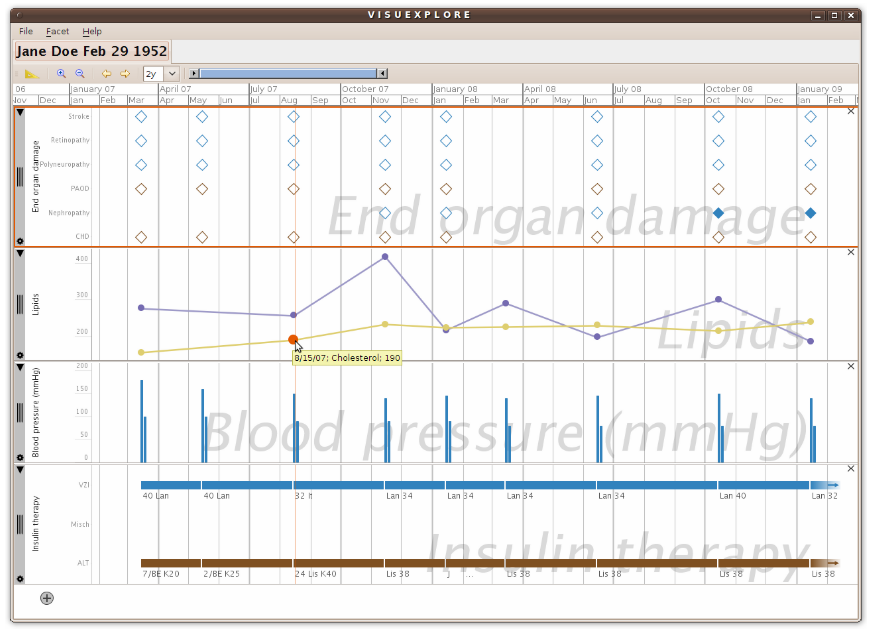 VISUEXPLORE
File Facet Help
Jane Doe Feb 29 1952
2y
06 January 07 April 07 July 07 October 07 January 08 April 08 July 08 October 08 January 09
Nov Dec Jan Feb Mar Apr May Jun Jul Aug Sep Oct Nov Dec Jan Feb Mar Apr May Jun Jul Aug Sep Oct Nov Dec Jan Feb
Stroke
Retinopathy
Polyneuropathy
PAOD
Nephropathy
CHD
End organ damage
End organ damage
400
300
200
Lipids
Lipids
8/15/07; Cholesterol; 190
200
150
100
50
0
Blood pressure (mmHg)
Blood pressure (mmHg)
VZI
40 Lan 40 Lan 32 It Lan 34 Lan 34 Lan 34 Lan 34 Lan 40 Lan 32
Misch
Insulin therapy
Insulin therapy
ALT
7/BE K20 2/BE K25 24 Lis K40 Lis 38 ... Lis 38 Lis 38 Lis 38 Lis 38